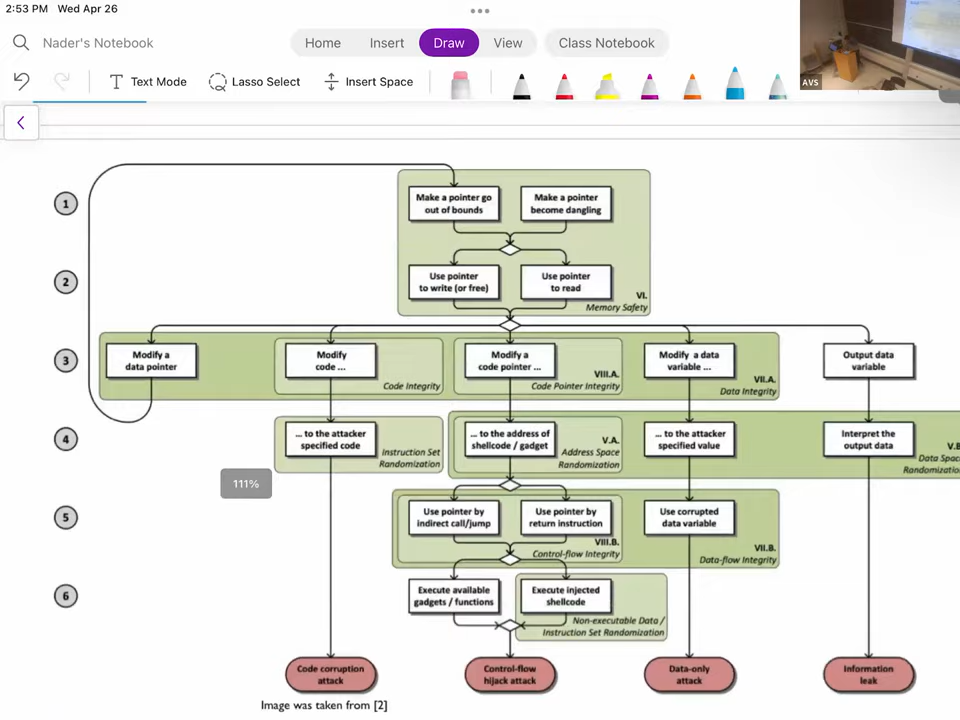 2:53 PM Wed Apr 26
Nader's Notebook
Home Insert Draw View Class Notebook
Text Mode Lasso Select Insert Space
AVS
1
Make a pointer go
out of bounds
Make a pointer
become dangling
2
Use pointer
to write (or free)
Use pointer
to read
VI.
Memory Safety
3
Modify a
data pointer
Modify
code ...
Code Integrity
Modify a
code pointer ...
VIII.A.
Code Pointer Integrity
Modify a data
variable ...
VII.A.
Data Integrity
Output data
variable
4
... to the attacker
specified code
Instruction Set
Randomization
... to the address of
shellcode / gadget
V.A.
Address Space
Randomization
... to the attacker
specified value
Interpret the
output data
Data Spac
Randomizatio
111%
5
Use pointer by
indirect call/jump
Use pointer by
return instruction
VIII.B.
Control-flow Integrity
Use corrupted
data variable
VII.B.
Data-flow Integrity
6
Execute available
gadgets / functions
Execute injected
shellcode
Non-executable Data /
Instruction Set Randomization
Code corruption
attack
Control-flow
hijack attack
Data-only
attack
Information
leak
Image was taken from [2]